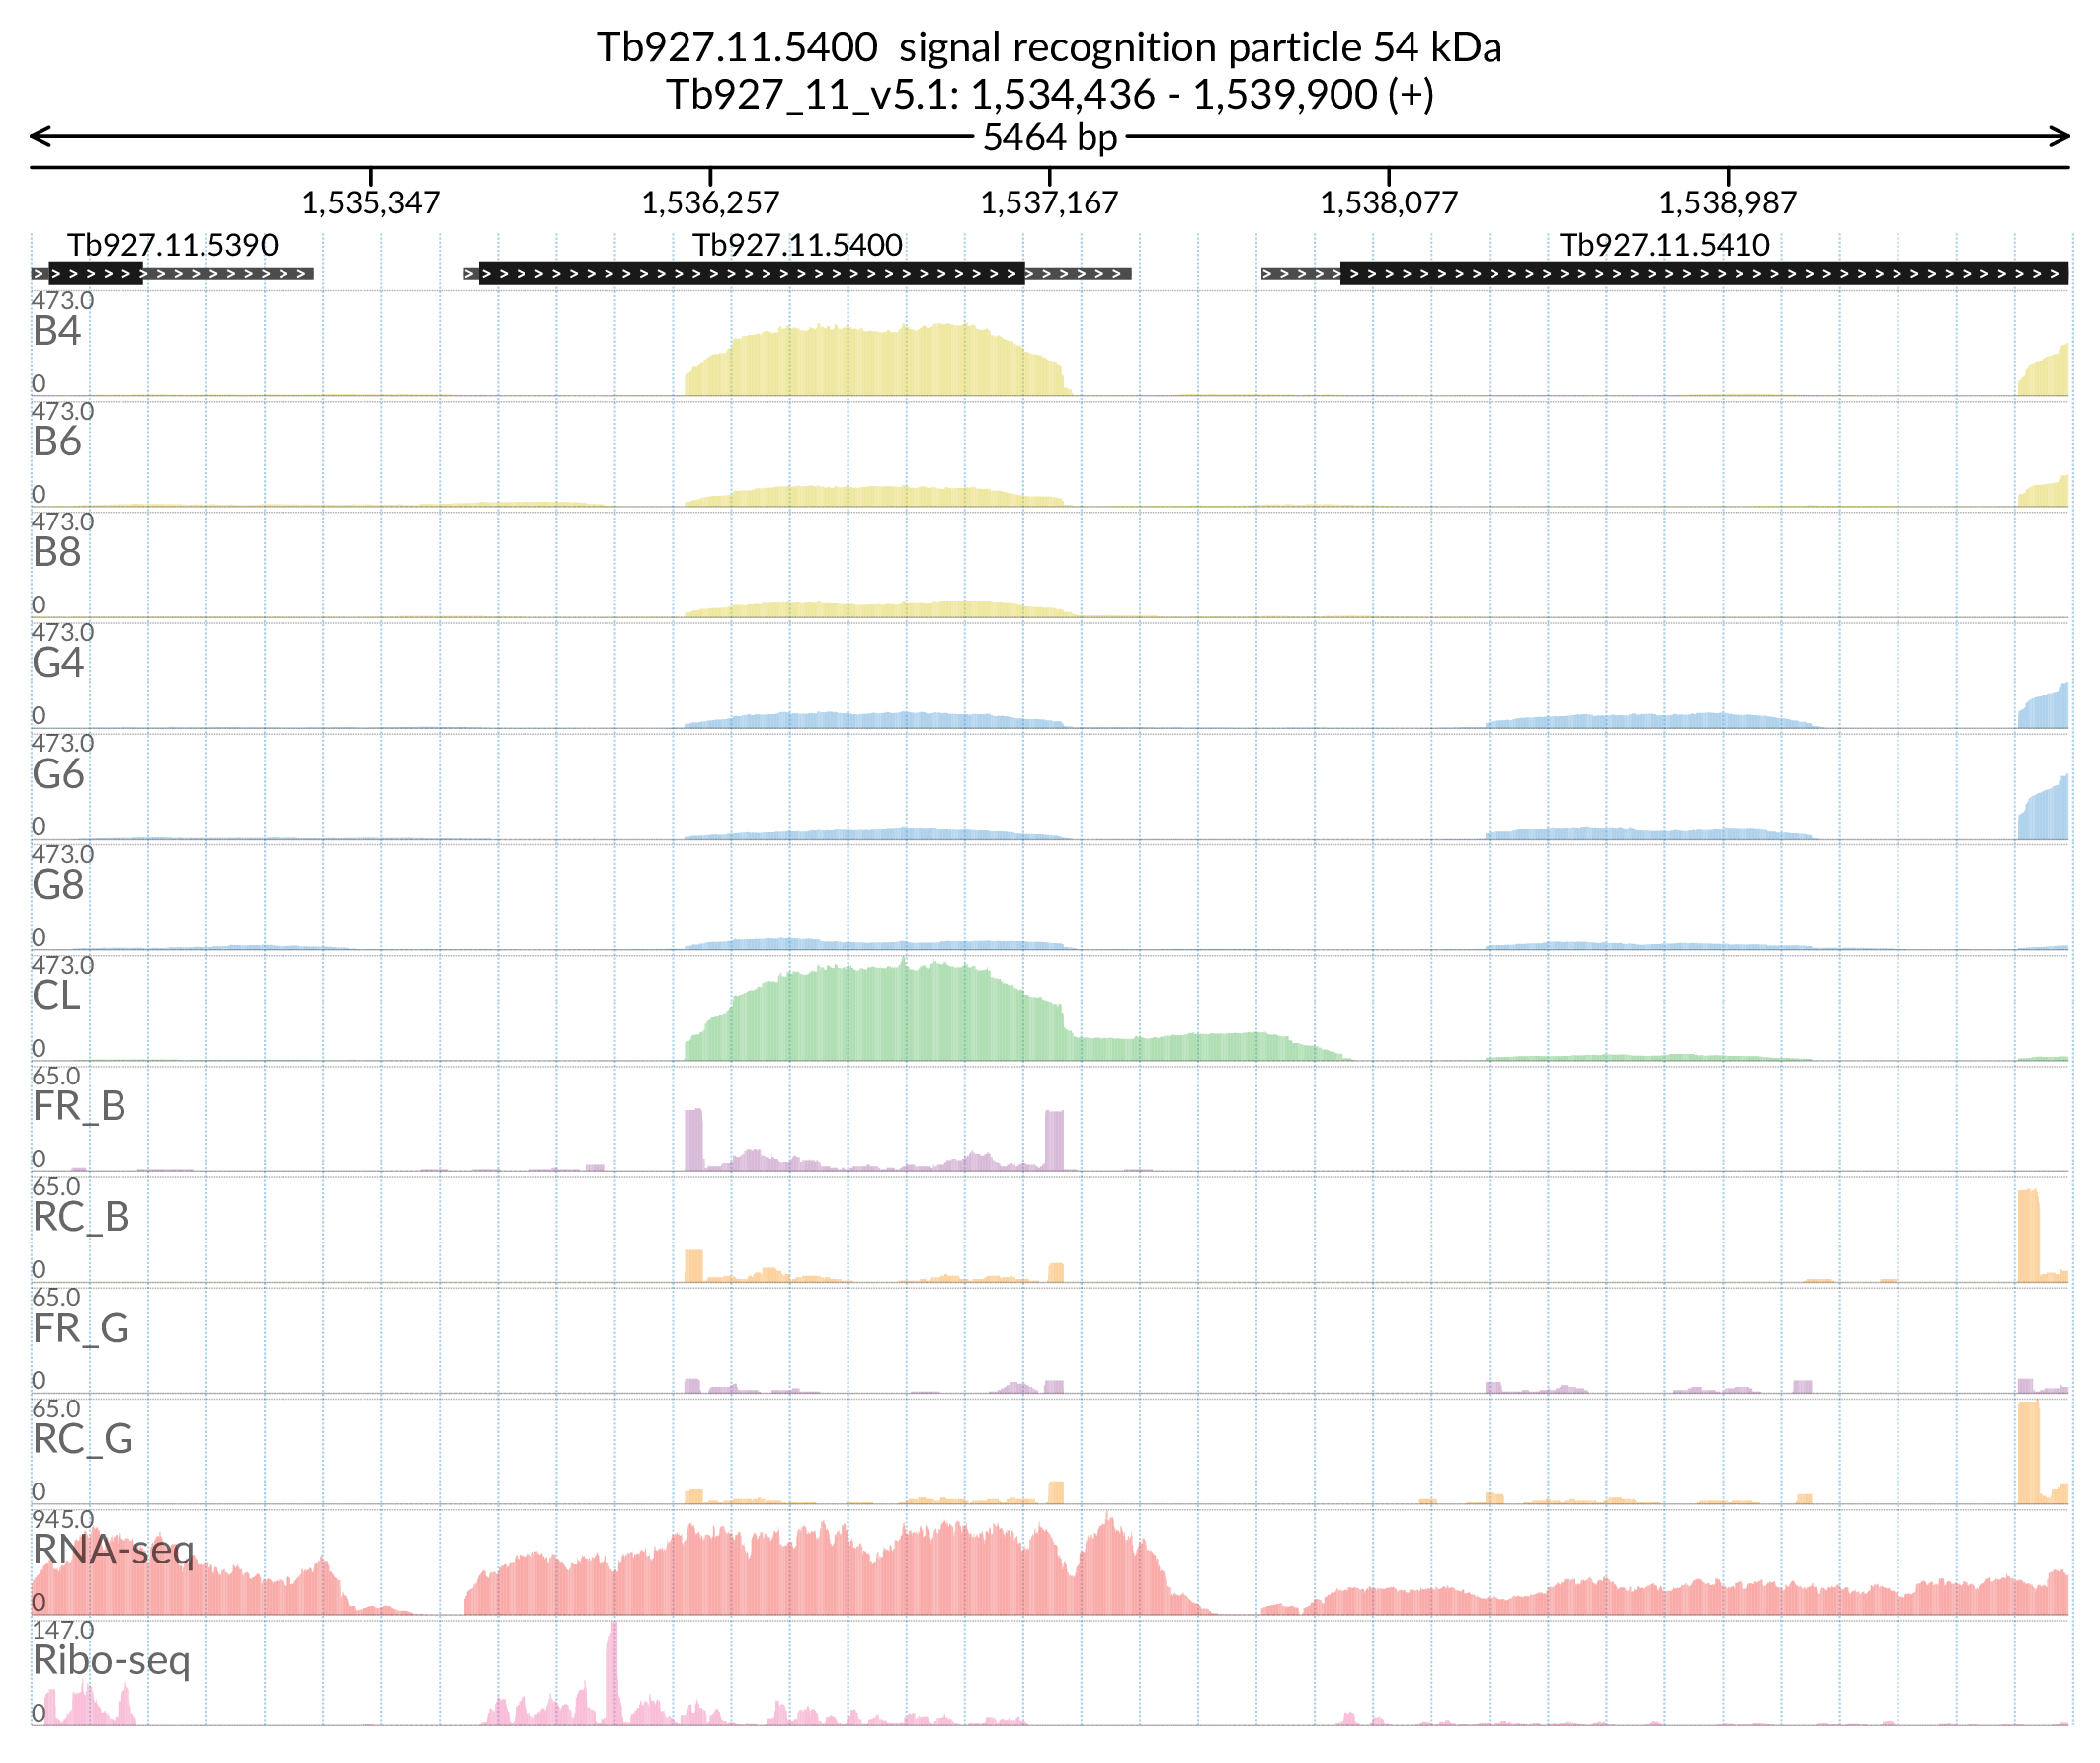 Tb927.11.5400  signal recognition particle 54 kDa
Tb927_11_v5.1: 1,534,436 - 1,539,900 (+)
5464 bp
1,535,347 1,536,257 1,537,167 1,538,077 1,538,987
Tb927.11.5390 Tb927.11.5400 Tb927.11.5410
473.0
B4
0
473.0
B6
0
473.0
B8
0
473.0
G4
0
473.0
G6
0
473.0
G8
0
473.0
CL
0
65.0
FR_B
0
65.0
RC_B
0
65.0
FR_G
0
65.0
RC_G
0
945.0
RNA-seq
0
147.0
Ribo-seq
0